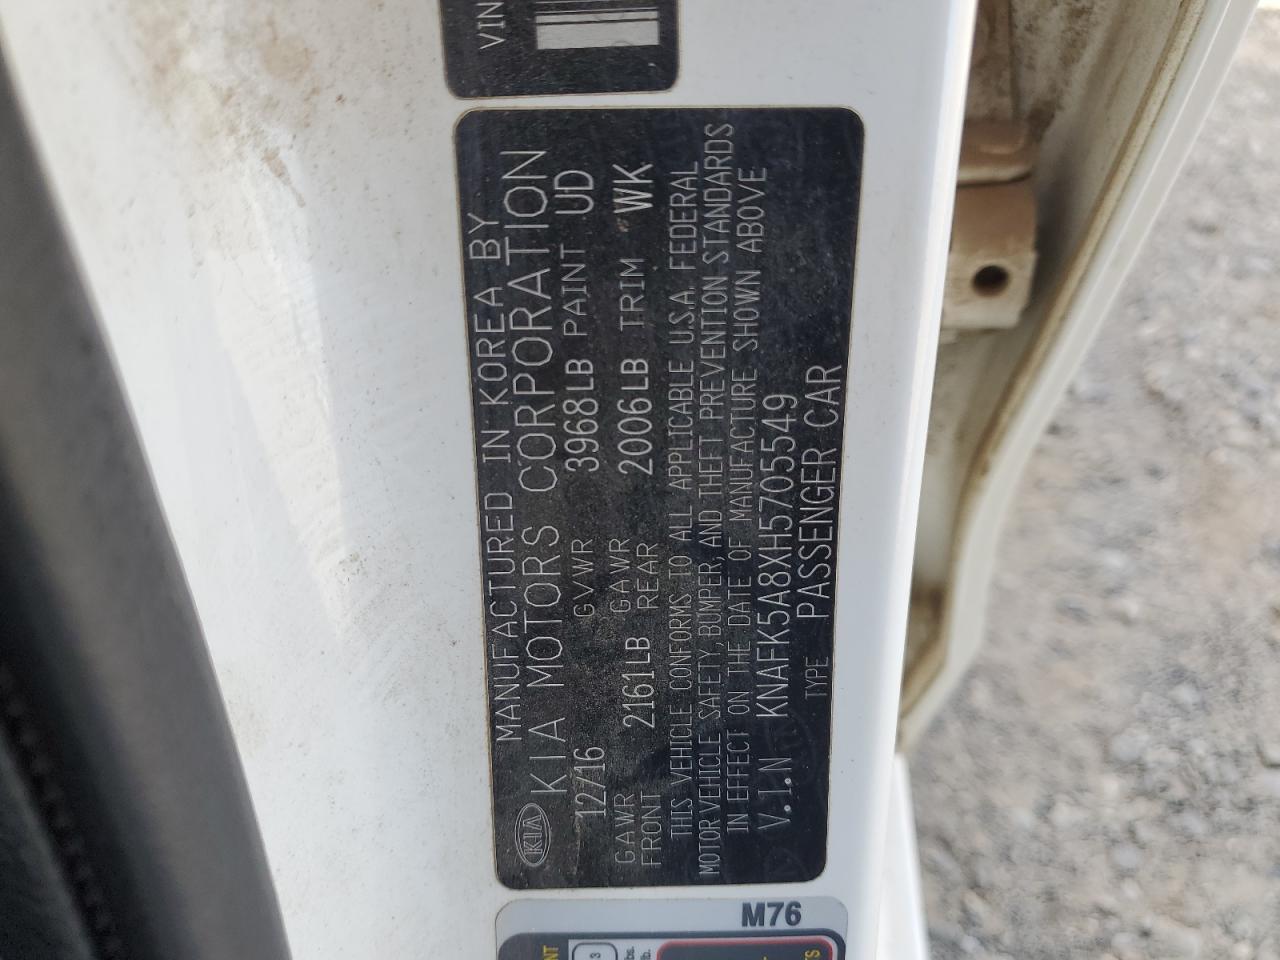 VIN
MANUFACTURED IN KOREA BY
KIA KIA MOTORS CORPORATION
12/16 GVWR 3968LB PAINT UD
GAWR FRONT 2161LB GAWR REAR 2006LB TRIM WK
THIS VEHICLE CONFORMS TO ALL APPLICABLE U.S.A. FEDERAL
MOTOR VEHICLE SAFETY, BUMPER, AND THEFT PREVENTION STANDARDS
IN EFFECT ON THE DATE OF MANUFACTURE SHOWN ABOVE
V.I.N KNAFK5A8XH5705549
TYPE PASSENGER CAR
M76
3